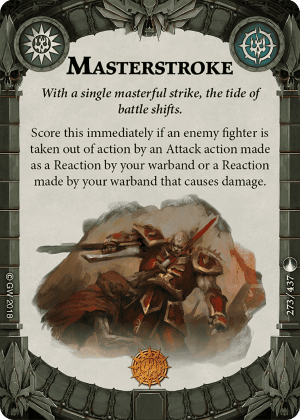 MASTERSTROKE
With a single masterful strike, the tide of
battle shifts.
Score this immediately if an enemy fighter is
taken out of action by an Attack action made
as a Reaction by your warband or a Reaction
made by your warband that causes damage.
© GW 2018
273/437